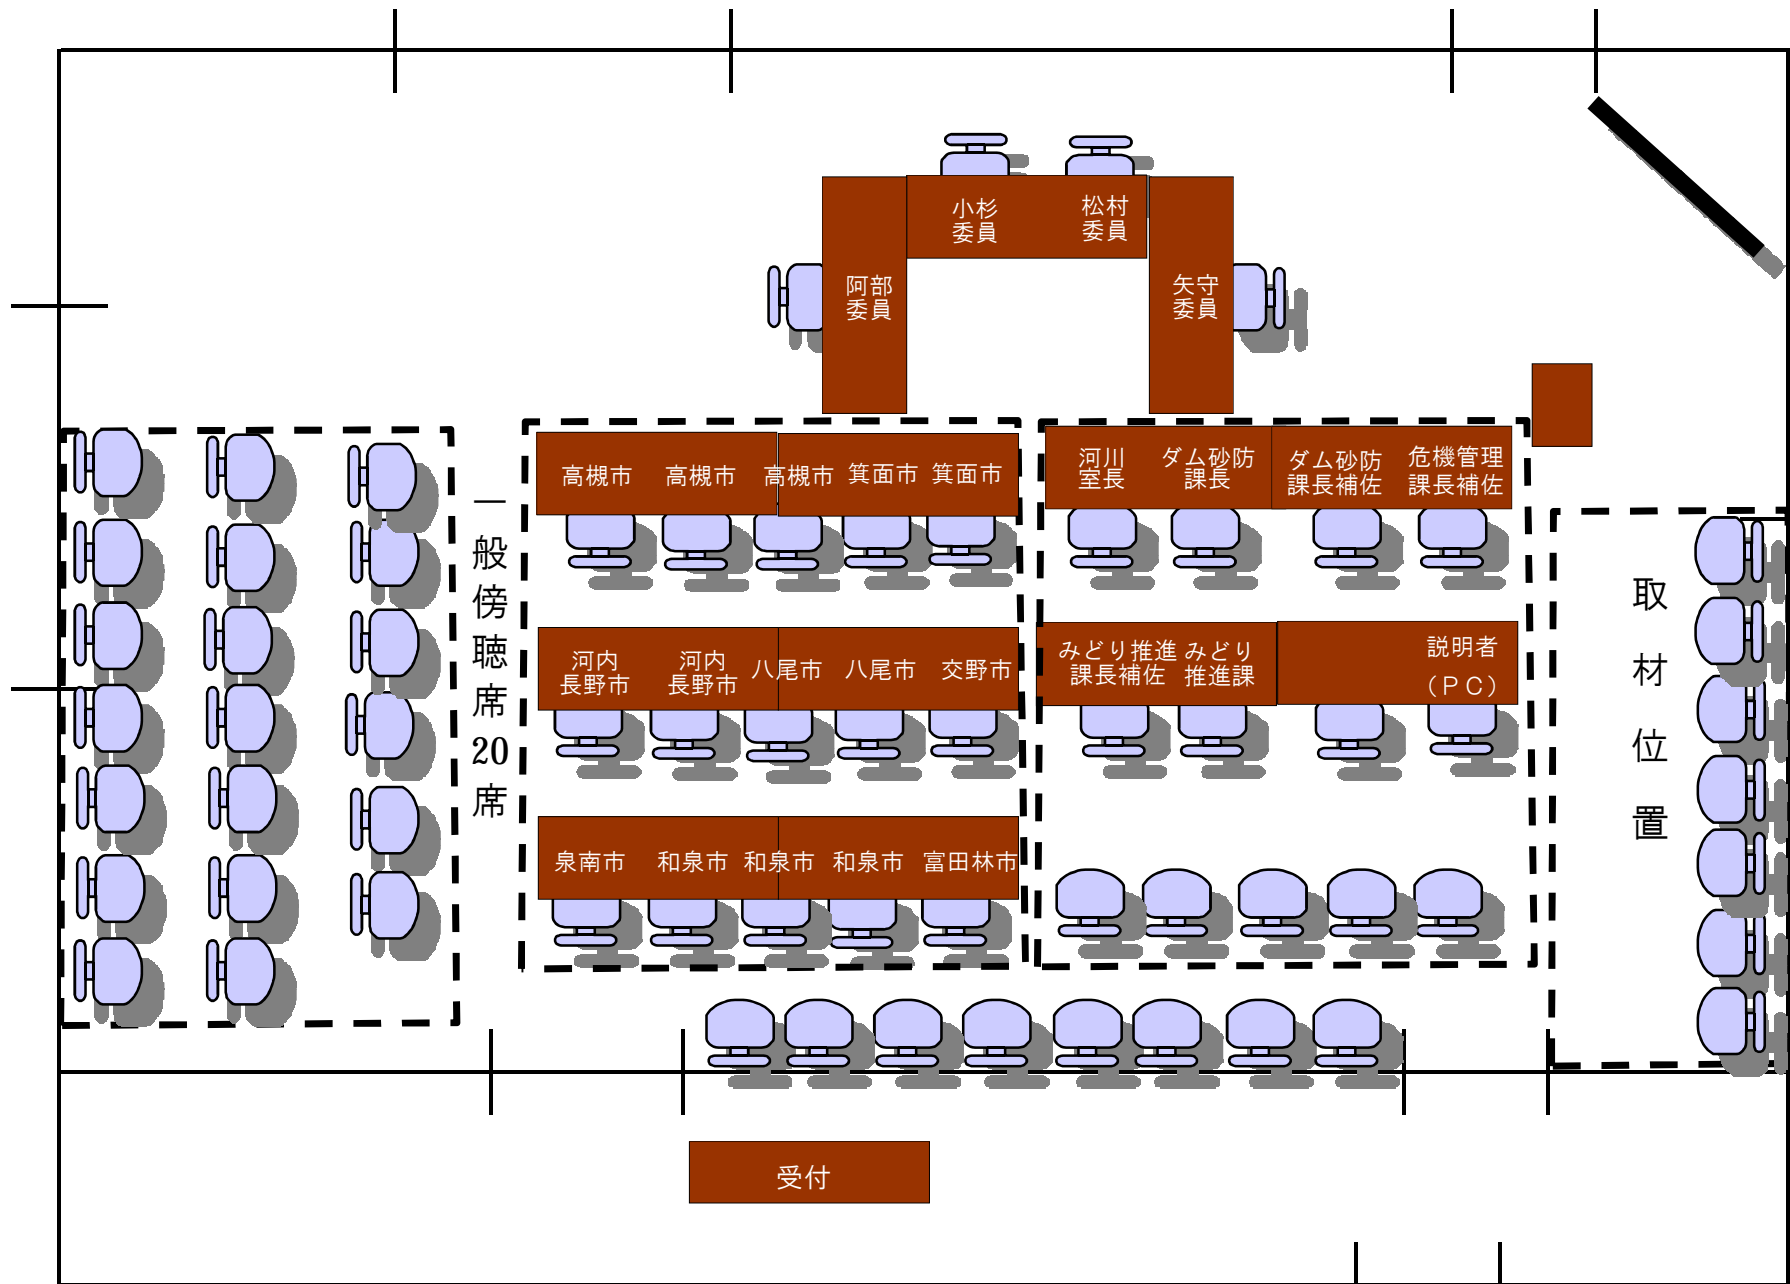 小杉
委員
松村
委員
阿部
委員
矢守
委員
一般傍聴席20席
高槻市
高槻市
高槻市
箕面市
箕面市
河川
室長
ダム砂防
課長
ダム砂防
課長補佐
危機管理
課長補佐
河内
長野市
河内
長野市
八尾市
八尾市
交野市
みどり推進
課長補佐
みどり
推進課
説明者
（ＰＣ）
泉南市
和泉市
和泉市
和泉市
富田林市
取材位置
受付